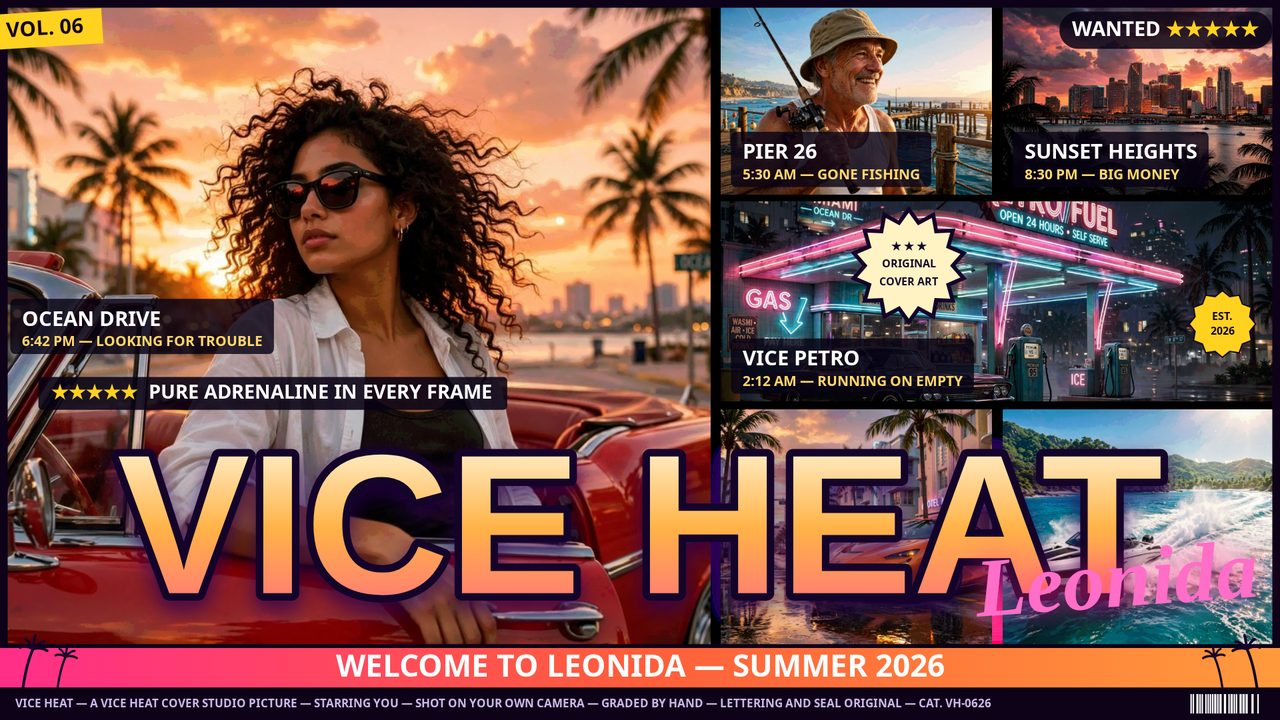 VOL. 06
WANTED ★★★★★
PIER 26
5:30 AM — GONE FISHING
SUNSET HEIGHTS
8:30 PM — BIG MONEY
OCEAN DR
OPEN 24 HOURS · SELF SERVE
★ ★ ★
ORIGINAL
COVER ART
GAS
ICE
EST.
2026
VICE PETRO
2:12 AM — RUNNING ON EMPTY
OCEAN DRIVE
6:42 PM — LOOKING FOR TROUBLE
★★★★★ PURE ADRENALINE IN EVERY FRAME
VICE HEAT
Leonida
WELCOME TO LEONIDA — SUMMER 2026
VICE HEAT — A VICE HEAT COVER STUDIO PICTURE — STARRING YOU — SHOT ON YOUR OWN CAMERA — GRADED BY HAND — LETTERING AND SEAL ORIGINAL — CAT. VH-0626